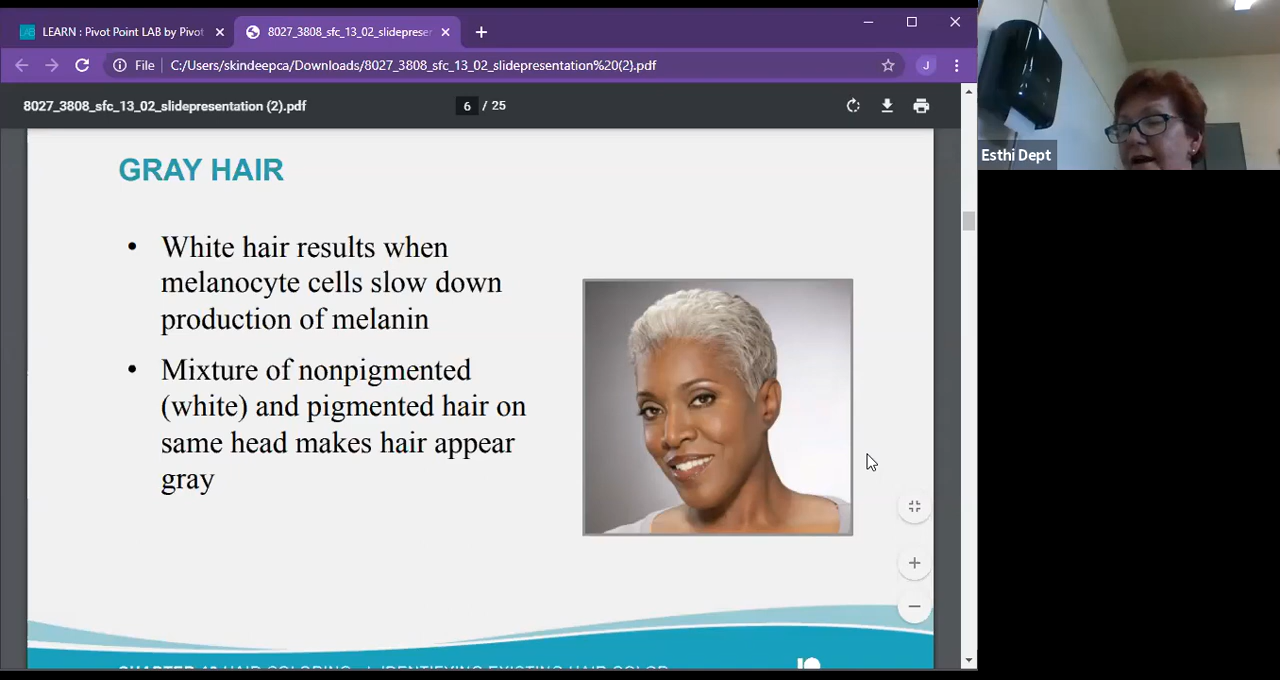 LEARN : Pivot Point LAB by Pivot
8027_3808_sfc_13_02_slidepreser
File
C:/Users/skindeepca/Downloads/8027_3808_sfc_13_02_slidepresentation%20(2).pdf
J
8027_3808_sfc_13_02_slidepresentation (2).pdf
6 / 25
GRAY HAIR
Esthi Dept
• White hair results when
melanocyte cells slow down
production of melanin
• Mixture of nonpigmented
(white) and pigmented hair on
same head makes hair appear
gray